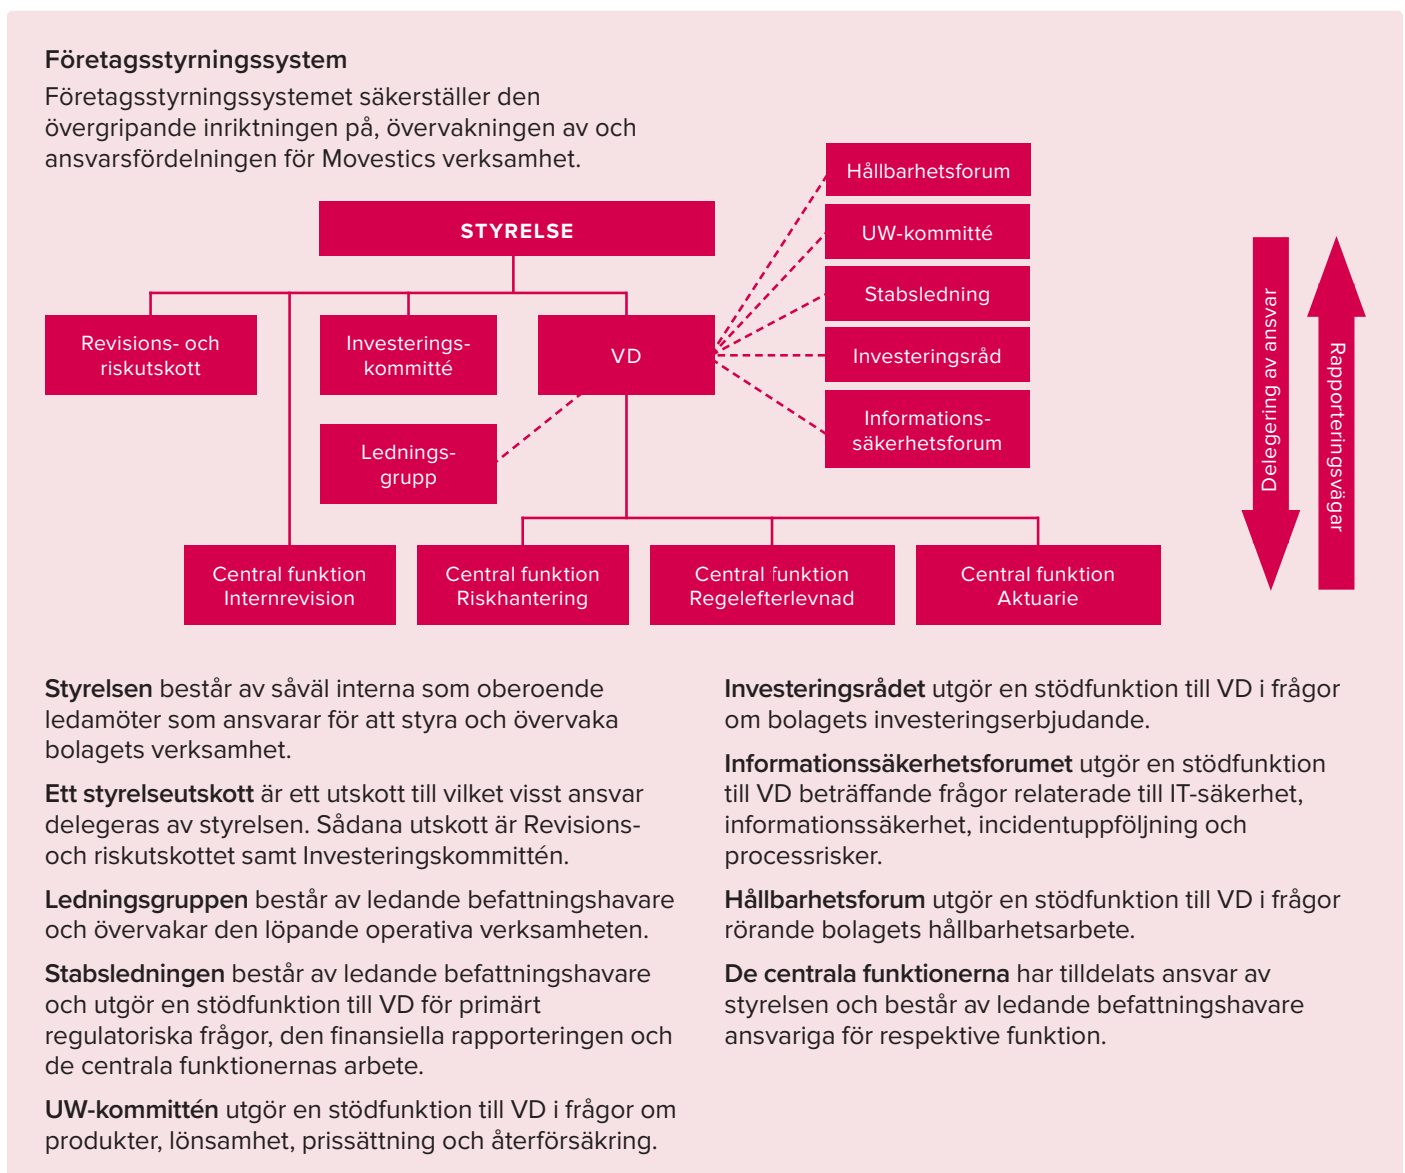 Företagsstyrningssystem
Företagsstyrningssystemet säkerställer den
övergripande inriktningen på, övervakningen av och
ansvarsfördelningen för Movestics verksamhet.
STYRELSE
Revisions- och
riskutskott
Investerings-
kommitté
VD
Lednings-
grupp
Hållbarhetsforum
UW-kommitté
Stabsledning
Investeringsråd
Informations-
säkerhetsforum
Central funktion
Internrevision
Central funktion
Riskhantering
Central funktion
Regelefterlevnad
Central funktion
Aktuarie
Delegering av ansvar
Rapporteringsvägar
Styrelsen består av såväl interna som oberoende
ledamöter som ansvarar för att styra och övervaka
bolagets verksamhet.
Ett styrelseutskott är ett utskott till vilket visst ansvar
delegeras av styrelsen. Sådana utskott är Revisions-
och riskutskottet samt Investeringskommittén.
Ledningsgruppen består av ledande befattningshavare
och övervakar den löpande operativa verksamheten.
Stabsledningen består av ledande befattningshavare
och utgör en stödfunktion till VD för primärt
regulatoriska frågor, den finansiella rapporteringen och
de centrala funktionernas arbete.
UW-kommittén utgör en stödfunktion till VD i frågor om
produkter, lönsamhet, prissättning och återförsäkring.
Investeringsrådet utgör en stödfunktion till VD i frågor
om bolagets investeringserbjudande.
Informationssäkerhetsforumet utgör en stödfunktion
till VD beträffande frågor relaterade till IT-säkerhet,
informationssäkerhet, incidentuppföljning och
processrisker.
Hållbarhetsforum utgör en stödfunktion till VD i frågor
rörande bolagets hållbarhetsarbete.
De centrala funktionerna har tilldelats ansvar av
styrelsen och består av ledande befattningshavare
ansvariga för respektive funktion.